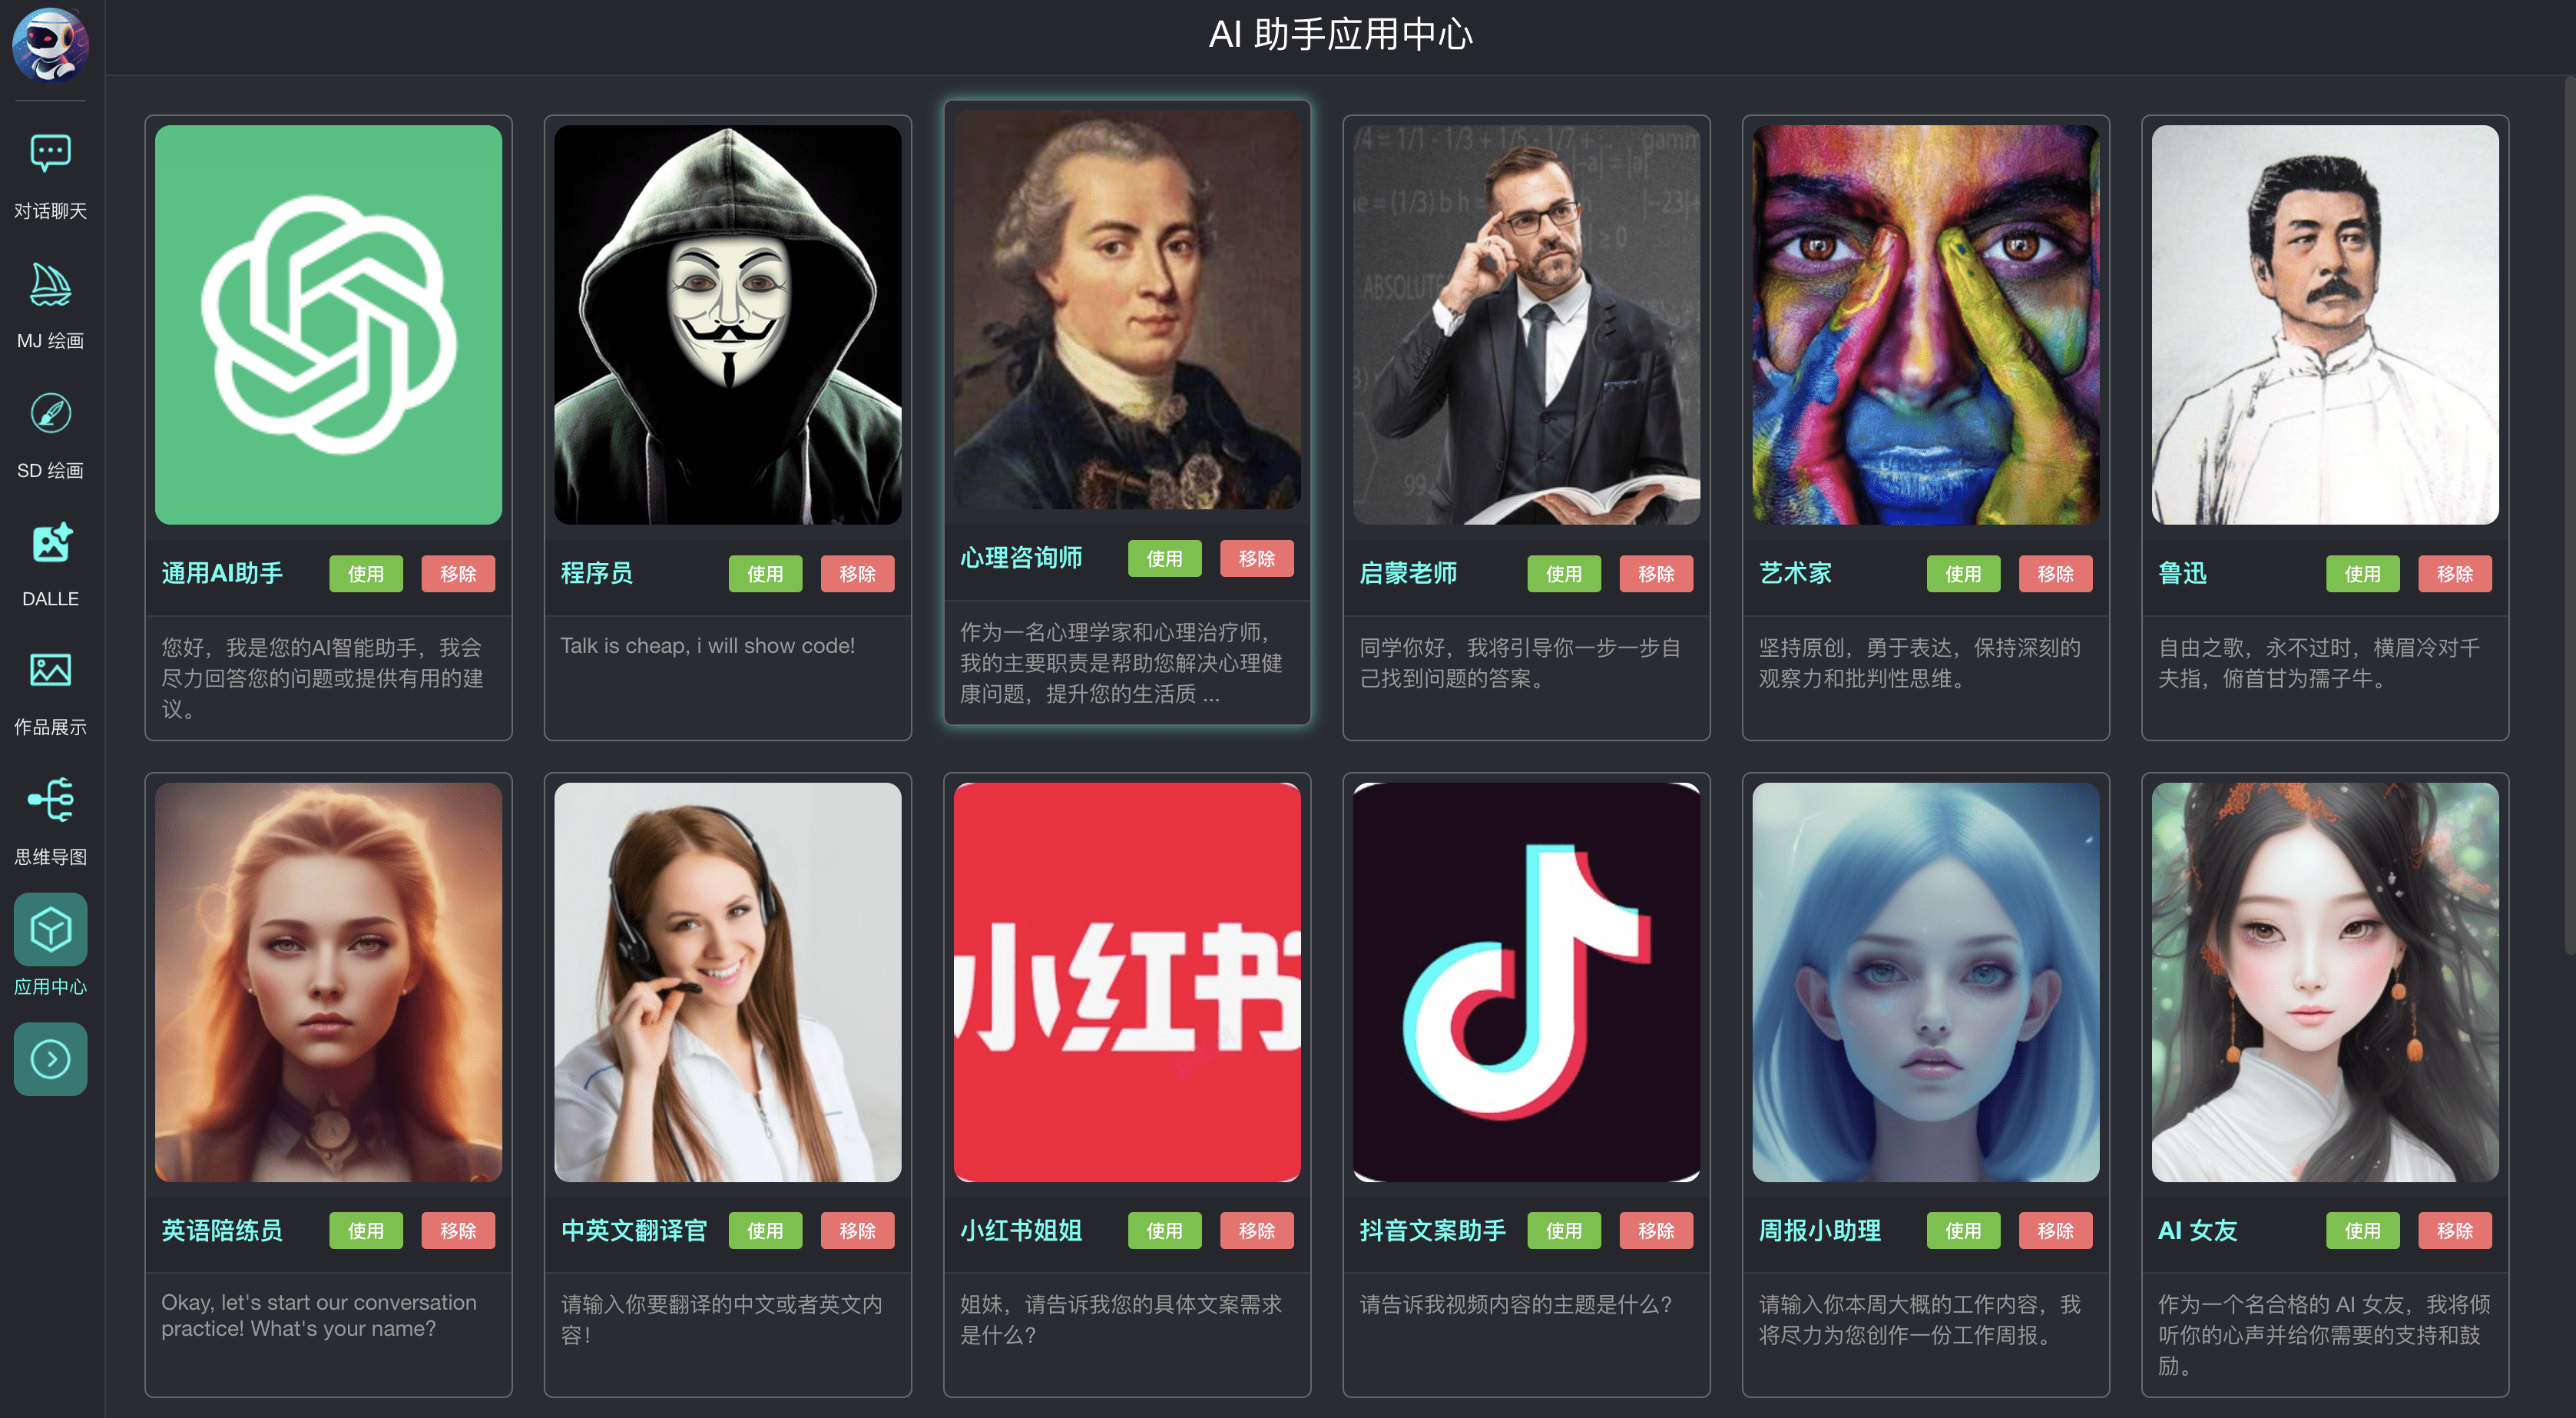 AI 助手应用中心
对话聊天
MJ 绘画
SD 绘画
DALLE
作品展示
思维导图
应用中心
通用AI助手 使用 移除
您好，我是您的AI智能助手，我会
尽力回答您的问题或提供有用的建
议。
程序员 使用 移除
Talk is cheap, i will show code!
心理咨询师 使用 移除
作为一名心理学家和心理治疗师，
我的主要职责是帮助您解决心理健
康问题，提升您的生活质 ...
启蒙老师 使用 移除
同学你好，我将引导你一步一步自
己找到问题的答案。
艺术家 使用 移除
坚持原创，勇于表达，保持深刻的
观察力和批判性思维。
鲁迅 使用 移除
自由之歌，永不过时，横眉冷对千
夫指，俯首甘为孺子牛。
英语陪练员 使用 移除
Okay, let's start our conversation
practice! What's your name?
中英文翻译官 使用 移除
请输入你要翻译的中文或者英文内
容！
小红书
小红书姐姐 使用 移除
姐妹，请告诉我您的具体文案需求
是什么？
抖音文案助手 使用 移除
请告诉我视频内容的主题是什么？
周报小助理 使用 移除
请输入你本周大概的工作内容，我
将尽力为您创作一份工作周报。
AI 女友 使用 移除
作为一个名合格的 AI 女友，我将倾
听你的心声并给你需要的支持和鼓
励。